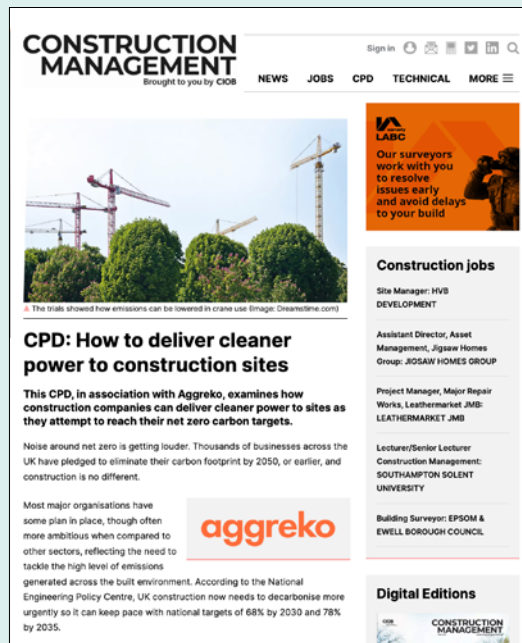 CONSTRUCTION
MANAGEMENT
Brought to you by CIOB
Sign in
NEWS JOBS CPD TECHNICAL MORE
LABC
Our surveyors
work with you
to resolve
issues early
and avoid delays
to your build
The trials showed how emissions can be lowered in crane use (Image: Dreamstime.com)
CPD: How to deliver cleaner
power to construction sites
This CPD, in association with Aggreko, examines how
construction companies can deliver cleaner power to sites as
they attempt to reach their net zero carbon targets.
Noise around net zero is getting louder. Thousands of businesses across the
UK have pledged to eliminate their carbon footprint by 2050, or earlier, and
construction is no different.
Most major organisations have
some plan in place, though often
more ambitious when compared to
other sectors, reflecting the need to
tackle the high level of emissions
generated across the built environment. According to the National
Engineering Policy Centre, UK construction now needs to decarbonise more
urgently so it can keep pace with national targets of 68% by 2030 and 78%
by 2035.
aggreko
Construction jobs
Site Manager: HVB
DEVELOPMENT
Assistant Director, Asset
Management, Jigsaw Homes
Group: JIGSAW HOMES GROUP
Project Manager, Major Repair
Works, Leathermarket JMB:
LEATHERMARKET JMB
Lecturer/Senior Lecturer
Construction Management:
SOUTHAMPTON SOLENT
UNIVERSITY
Building Surveyor: EPSOM &
EWELL BOROUGH COUNCIL
Digital Editions
CONSTRUCTION
MANAGEMENT